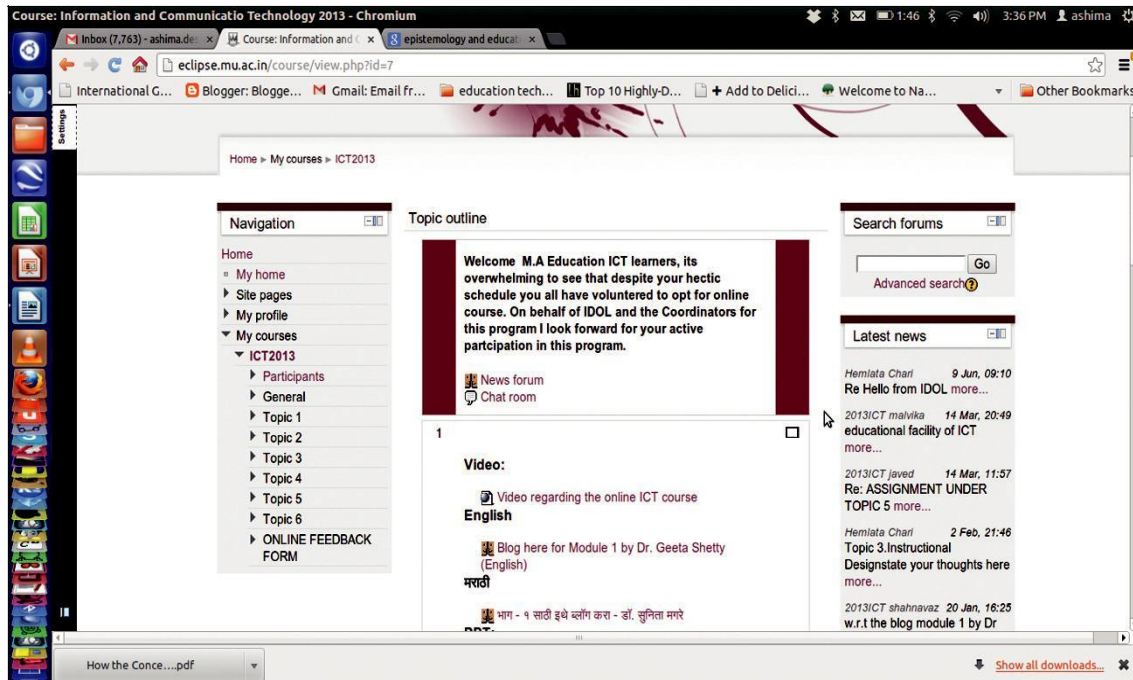 Course: Information and Communicatio Technology 2013 - Chromium
1:46
3:36 PM
ashima
Inbox (7,763) - ashima.de
Course: Information and
epistemology and educat
eclipse.mu.ac.in/course/view.php?id=7
International G...
Blogger: Blogge...
Gmail: Email fr...
education tech...
Top 10 Highly-D...
+ Add to Delici...
Welcome to Na...
Other Bookmarks
Settings
Home ► My courses ► ICT2013
Navigation
Home
My home
Site pages
My profile
My courses
ICT2013
Participants
General
Topic 1
Topic 2
Topic 3
Topic 4
Topic 5
Topic 6
ONLINE FEEDBACK
FORM
Topic outline
Welcome M.A Education ICT learners, its
overwhelming to see that despite your hectic
schedule you all have voluntered to opt for online
course. On behalf of IDOL and the Coordinators for
this program I look forward for your active
partcipation in this program.
News forum
Chat room
1
Video:
Video regarding the online ICT course
English
Blog here for Module 1 by Dr. Geeta Shetty
(English)
मराठी
भाग - १ साठी इथे ब्लॉग करा - डॉ. सुनिता मगरे
PPT:
Search forums
Go
Advanced search
Latest news
Hemlata Chari 9 Jun, 09:10
Re Hello from IDOL more...
2013ICT malvika 14 Mar, 20:49
educational facility of ICT
more...
2013ICT javed 14 Mar, 11:57
Re: ASSIGNMENT UNDER
TOPIC 5 more...
Hemlata Chari 2 Feb, 21:46
Topic 3.Instructional
Designstate your thoughts here
more...
2013ICT shahnavaz 20 Jan, 16:25
w.r.t the blog module 1 by Dr
How the Conce....pdf
Show all downloads...